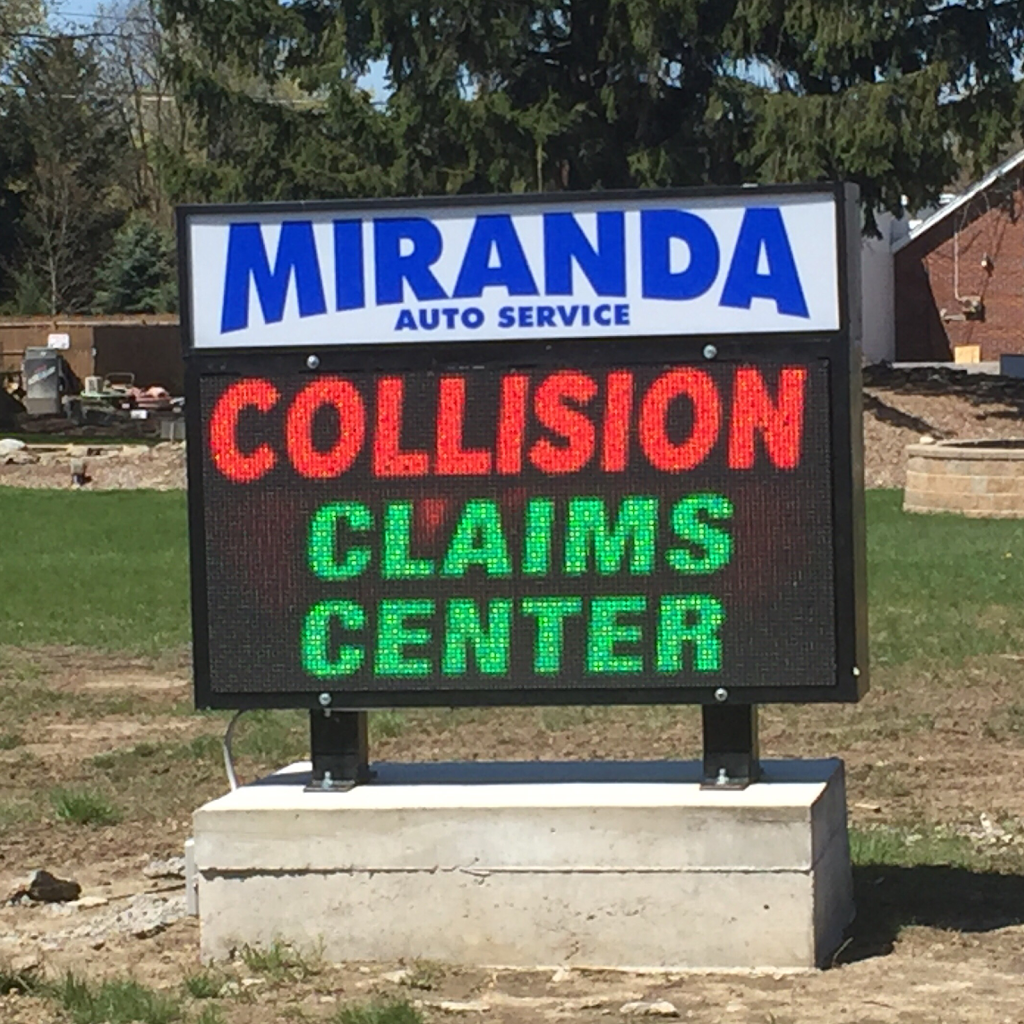 MIRANDA
AUTO SERVICE
COLLISION
CLAIMS
CENTER